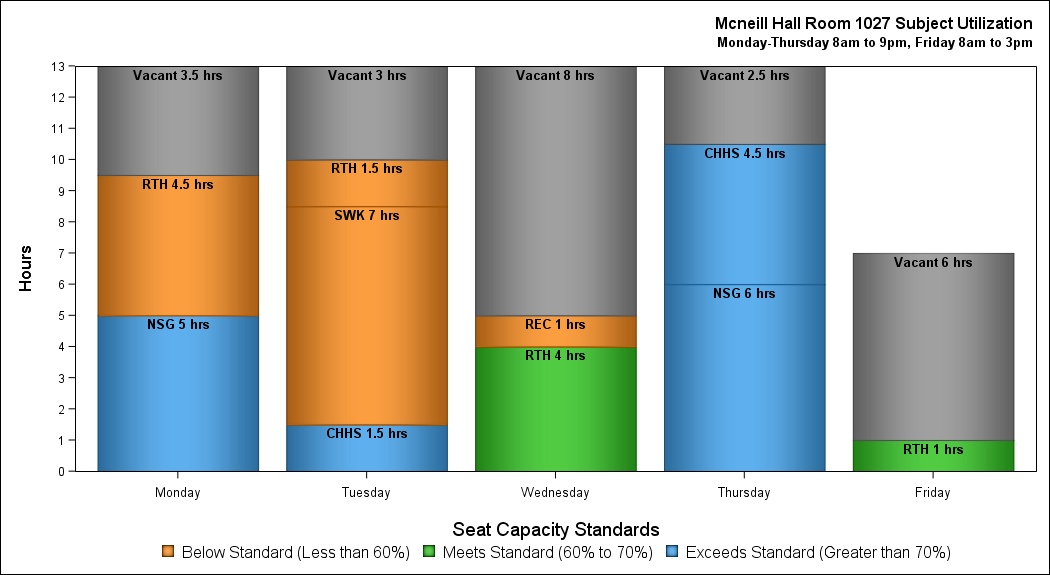 Mcneill Hall Room 1027 Subject Utilization
Monday-Thursday 8am to 9pm, Friday 8am to 3pm
Hours
13
12
11
10
9
8
7
6
5
4
3
2
1
0
Vacant 3.5 hrs
RTH 4.5 hrs
NSG 5 hrs
Vacant 3 hrs
RTH 1.5 hrs
SWK 7 hrs
CHHS 1.5 hrs
Vacant 8 hrs
REC 1 hrs
RTH 4 hrs
Vacant 2.5 hrs
CHHS 4.5 hrs
NSG 6 hrs
Vacant 6 hrs
RTH 1 hrs
Monday Tuesday Wednesday Thursday Friday
Seat Capacity Standards
Below Standard (Less than 60%) Meets Standard (60% to 70%) Exceeds Standard (Greater than 70%)